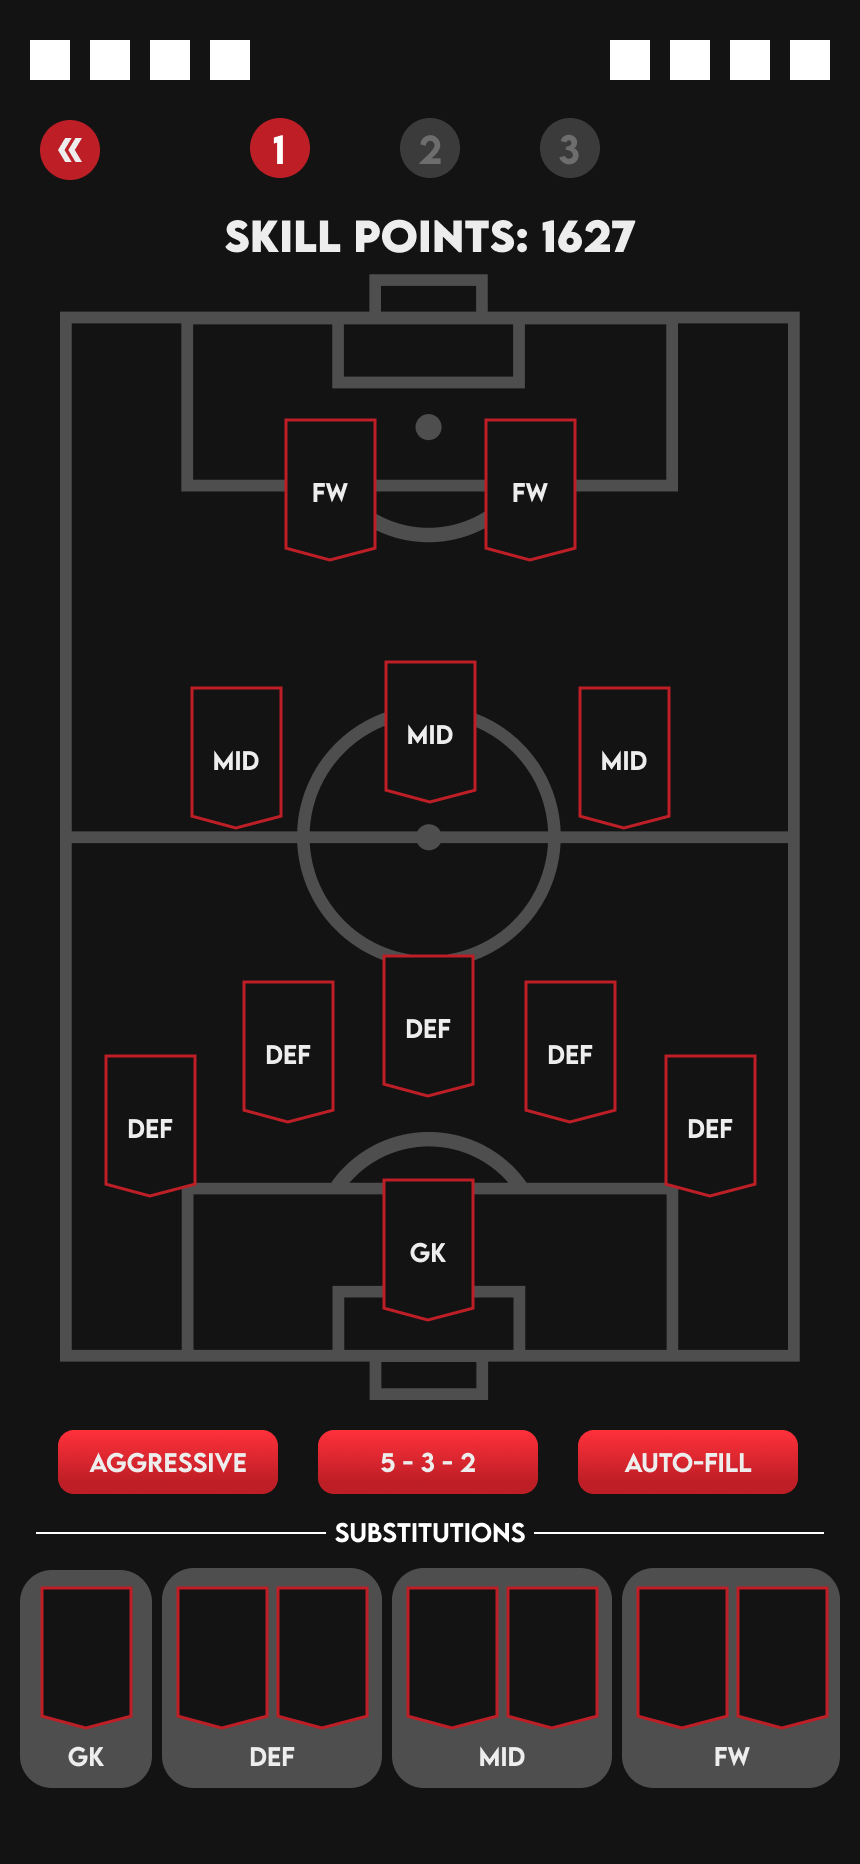 «
1
2
3
SKILL POINTS: 1627
FW
FW
MID
MID
MID
DEF
DEF
DEF
DEF
DEF
GK
AGGRESSIVE
5 - 3 - 2
AUTO-FILL
SUBSTITUTIONS
GK
DEF
MID
FW